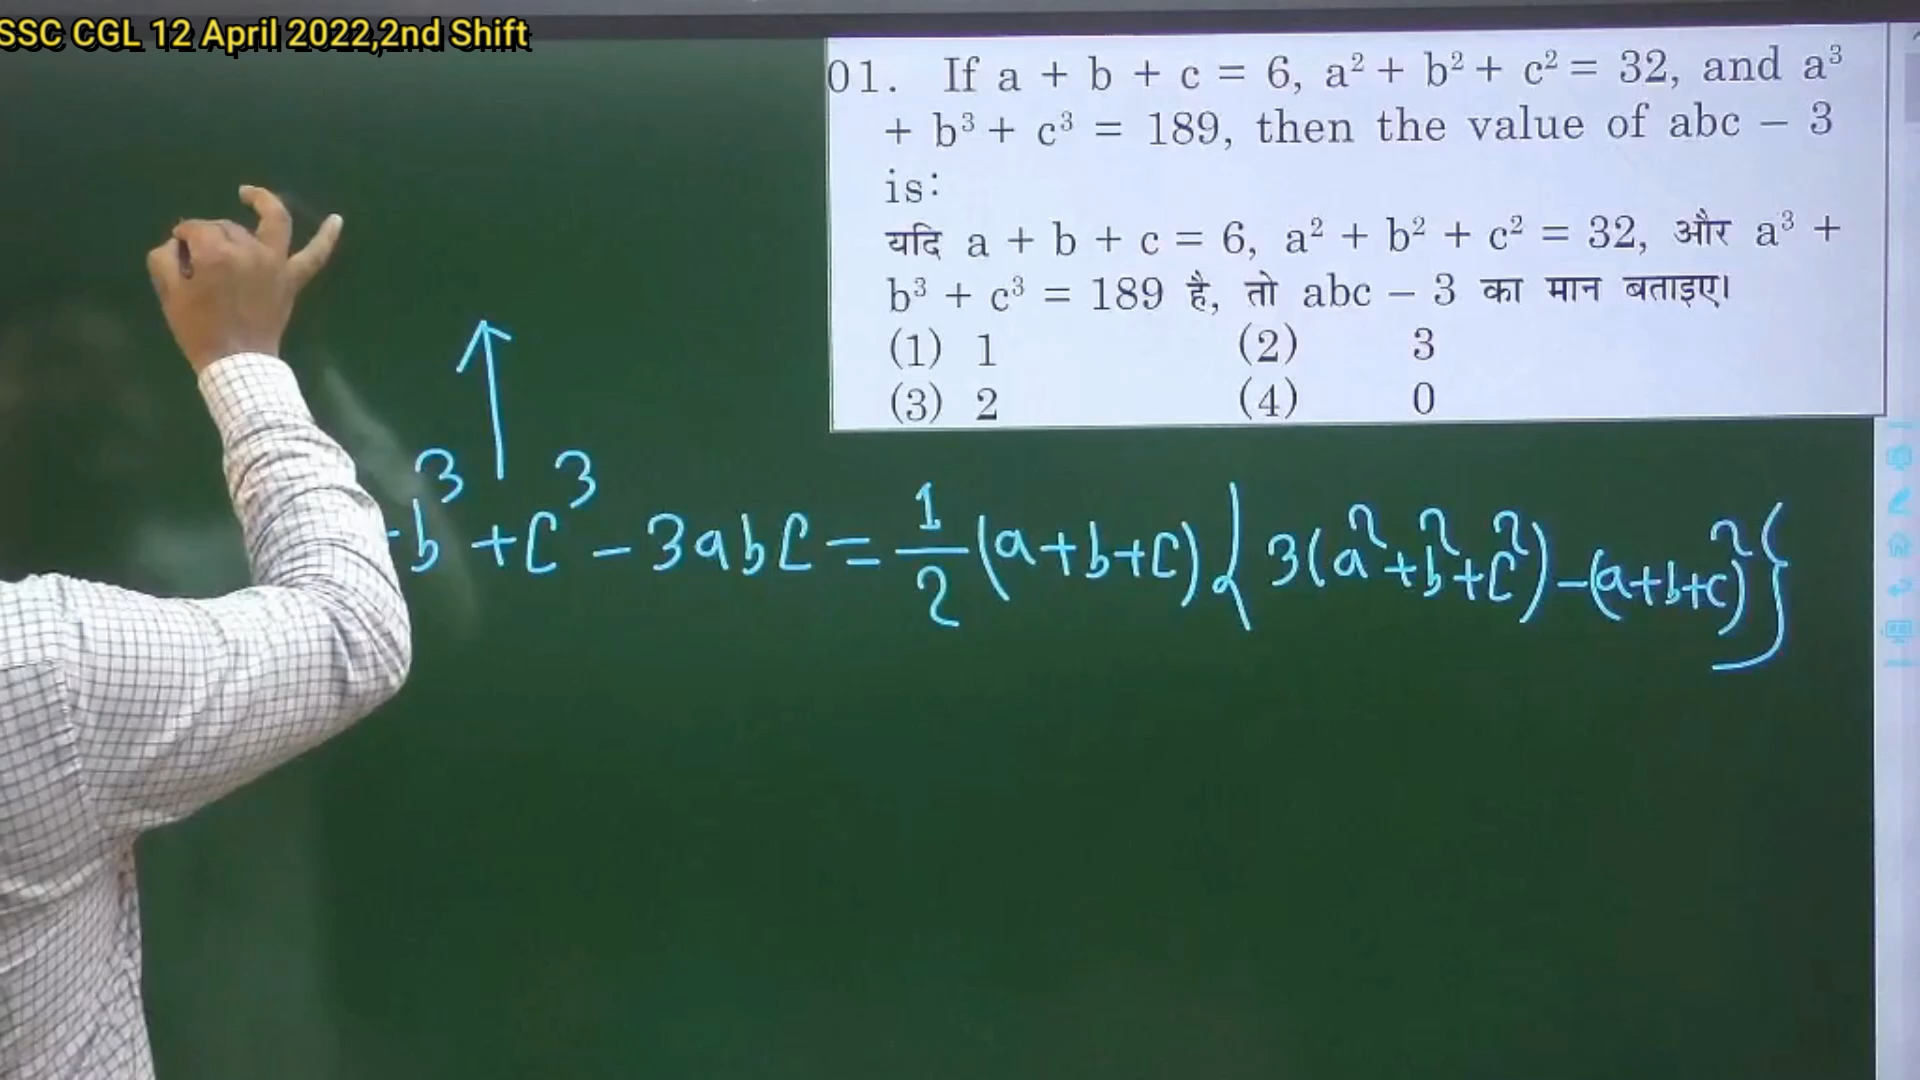 SSC CGL 12 April 2022,2nd Shift
01. If a + b + c = 6, a² + b² + c² = 32, and a³
+ b³ + c³ = 189, then the value of abc – 3
is:
यदि a + b + c = 6, a² + b² + c² = 32, और a³ +
b³ + c³ = 189 है, तो abc – 3 का मान बताइए।
(1) 1 (2) 3
(3) 2 (4) 0
b³ + c³ - 3abc = 1/2 (a+b+c) { 3(a²+b²+c²) - (a+b+c)² }